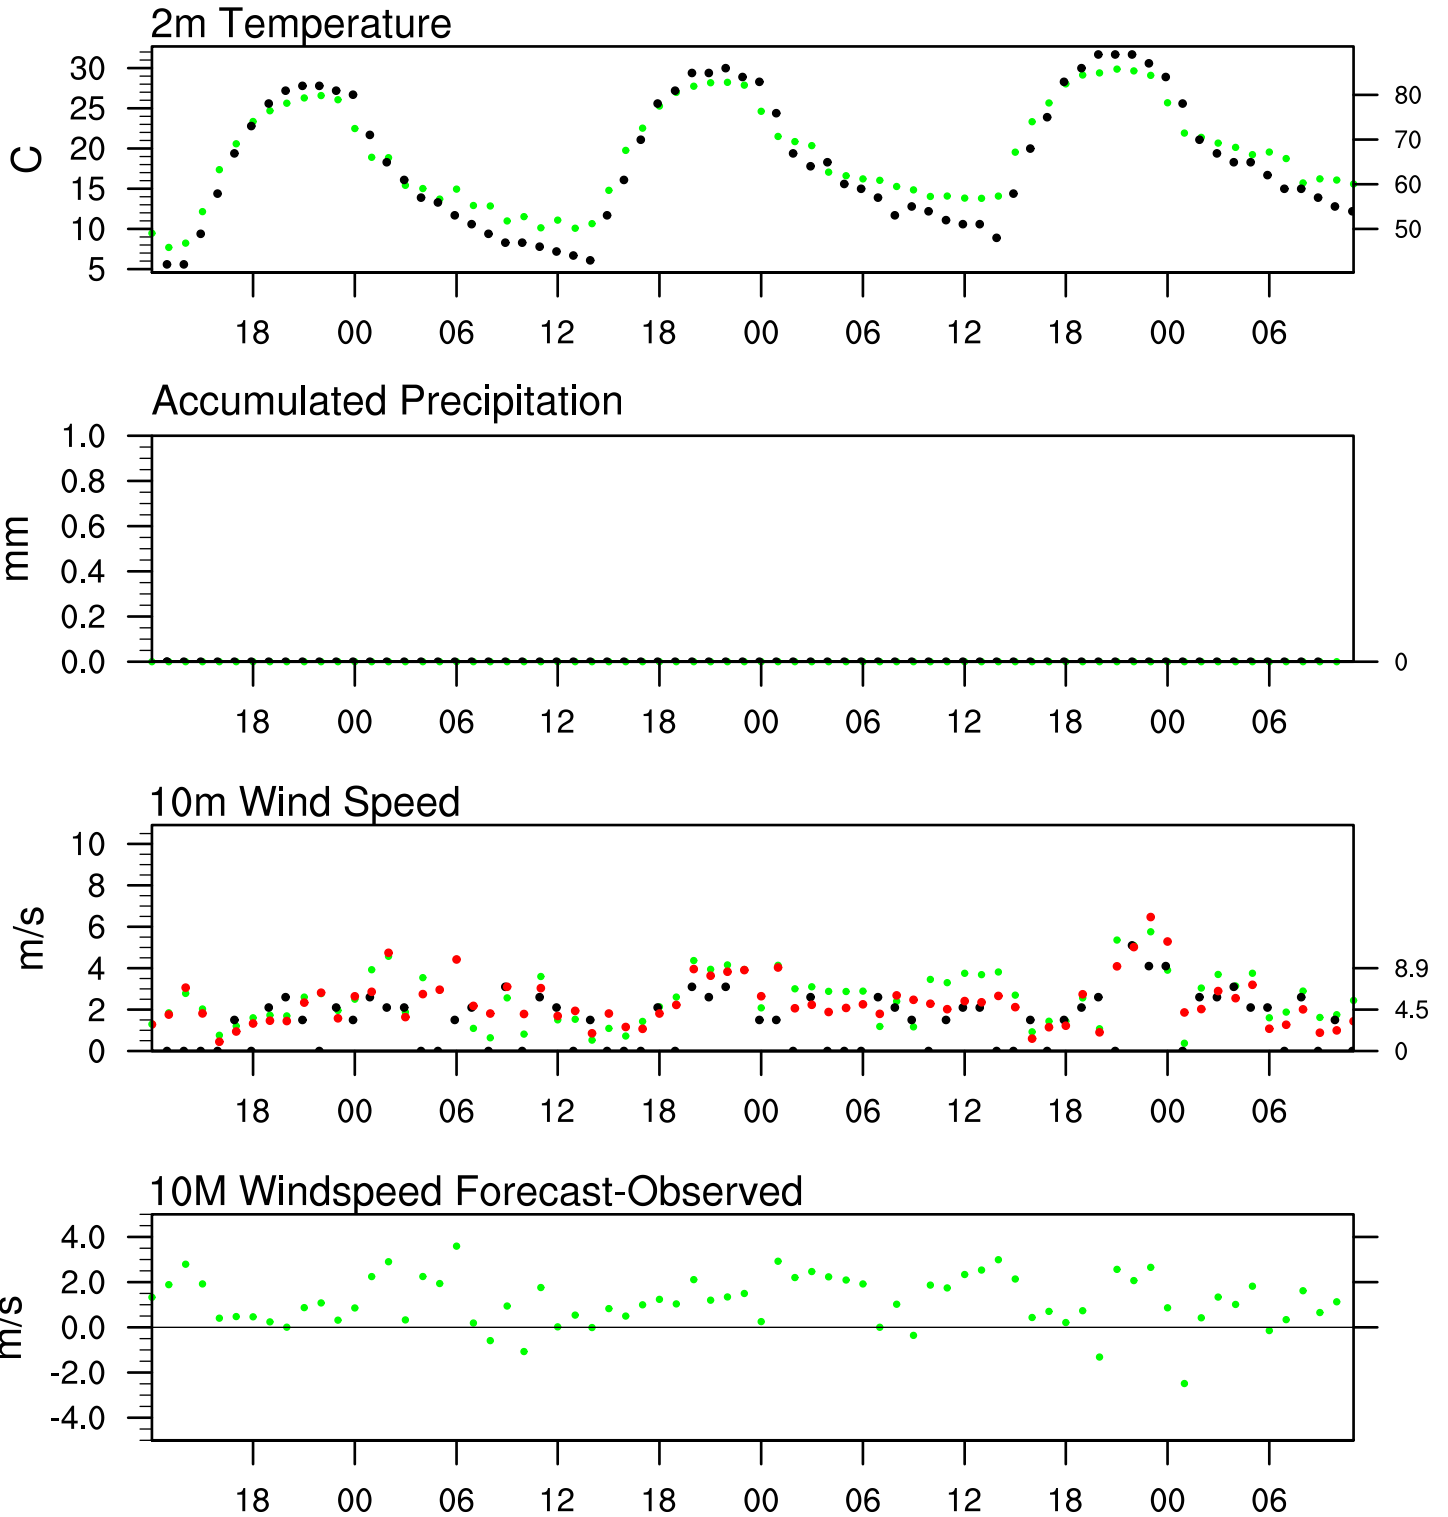 2m Temperature
30
25
20
15
10
5
C
80
70
60
50
18 00 06 12 18 00 06 12 18 00 06
Accumulated Precipitation
1.0
0.8
0.6
0.4
0.2
0.0
mm
0
18 00 06 12 18 00 06 12 18 00 06
10m Wind Speed
10
8
6
4
2
0
m/s
8.9
4.5
0
18 00 06 12 18 00 06 12 18 00 06
10M Windspeed Forecast-Observed
4.0
2.0
0.0
-2.0
-4.0
m/s
18 00 06 12 18 00 06 12 18 00 06